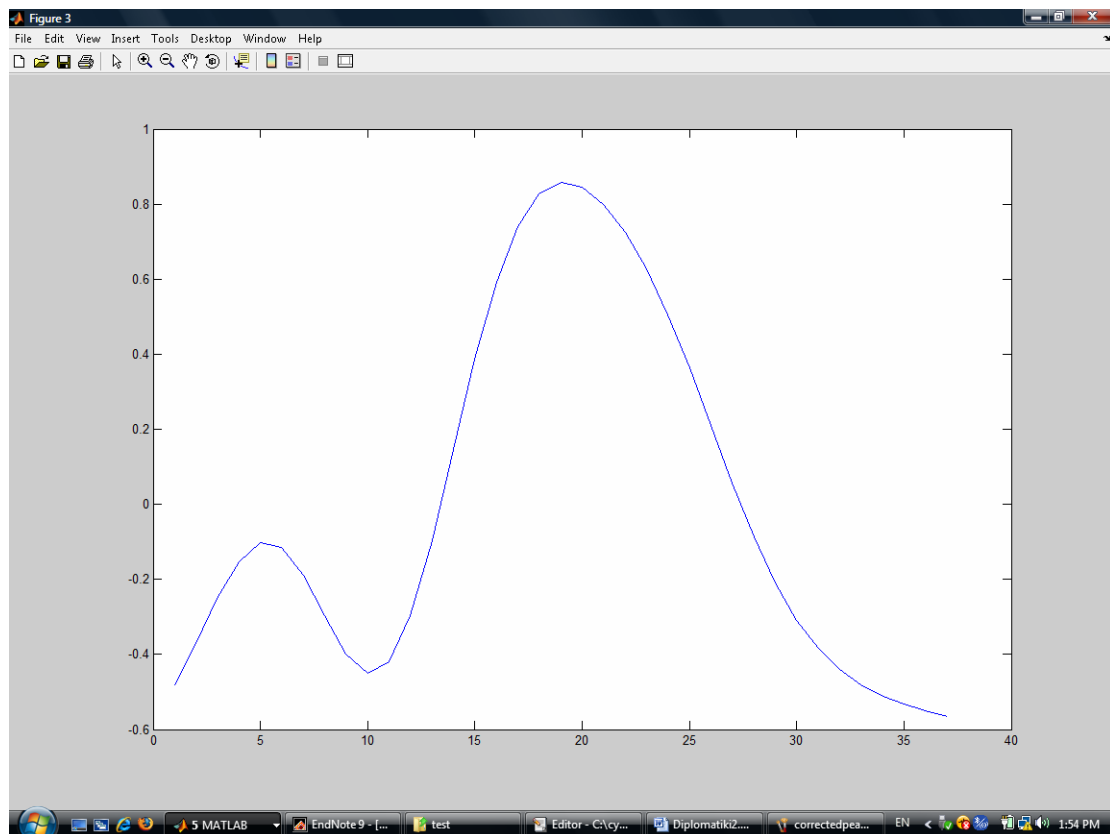 Figure 3
File Edit View Insert Tools Desktop Window Help
1
0.8
0.6
0.4
0.2
0
-0.2
-0.4
-0.6
0 5 10 15 20 25 30 35 40
5 MATLAB EndNote 9 - [... test Editor - C:\cy... Diplomatiki2.... correctedpea... EN 1:54 PM